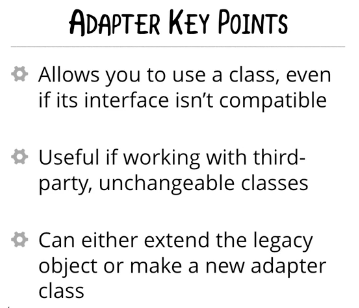 Adapter Key Points
Allows you to use a class, even
if its interface isn't compatible
Useful if working with third-
party, unchangeable classes
Can either extend the legacy
object or make a new adapter
class